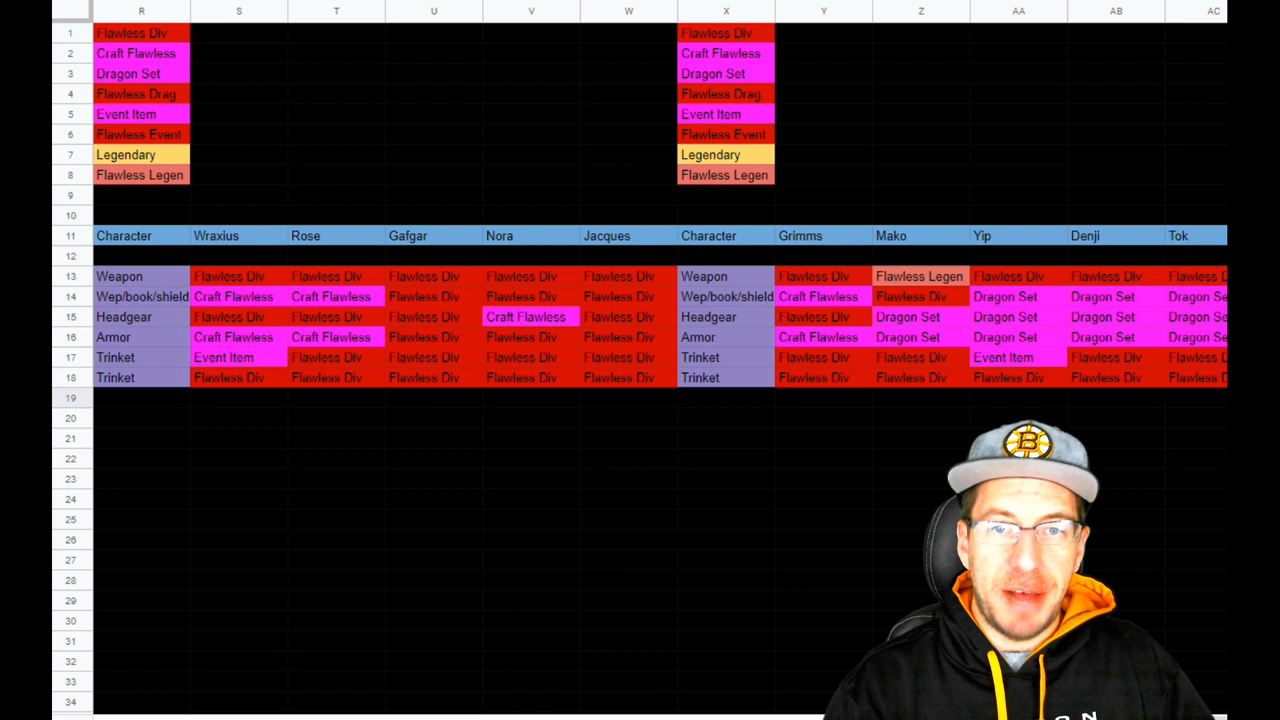 R S T U V W X Y Z AA AB AC
1 Flawless Div Flawless Div
2 Craft Flawless Craft Flawless
3 Dragon Set Dragon Set
4 Flawless Drag Flawless Drag
5 Event Item Event Item
6 Flawless Event Flawless Event
7 Legendary Legendary
8 Flawless Legen Flawless Legen
9
10
11 Character Wraxius Rose Gafgar Nora Jacques Character Grimms Mako Yip Denji Tok
12
13 Weapon Flawless Div Flawless Div Flawless Div Flawless Div Flawless Div Weapon Flawless Div Flawless Legen Flawless Div Flawless Div Flawless D
14 Wep/book/shield Craft Flawless Craft Flawless Flawless Div Flawless Div Flawless Div Wep/book/shield Craft Flawless Flawless Div Dragon Set Dragon Set Dragon Se
15 Headgear Flawless Div Flawless Div Flawless Div Craft Flawless Flawless Div Headgear Flawless Div Dragon Set Dragon Set Dragon Set Dragon Se
16 Armor Craft Flawless Craft Flawless Flawless Div Flawless Div Flawless Div Armor Craft Flawless Dragon Set Dragon Set Dragon Set Dragon Se
17 Trinket Event Item Flawless Div Flawless Div Flawless Div Flawless Div Trinket Flawless Div Flawless Div Event Item Flawless Div Flawless D
18 Trinket Flawless Div Flawless Div Flawless Div Flawless Div Flawless Div Trinket Flawless Div Flawless Div Flawless Div Flawless Div Flawless D
19
20
21
22
23
24
25
26
27
28
29
30
31
32
33
34
B